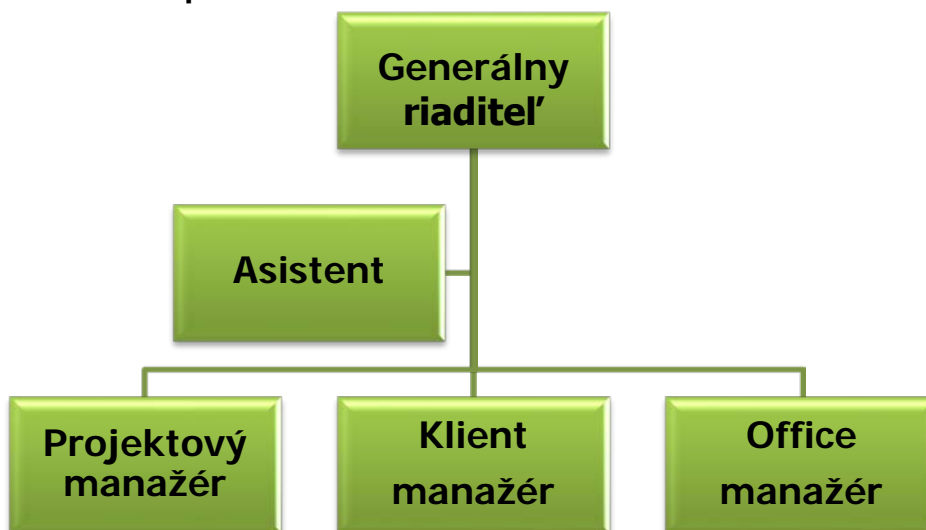 Generálny
riaditeľ
Asistent
Projektový
manažér
Klient
manažér
Office
manažér